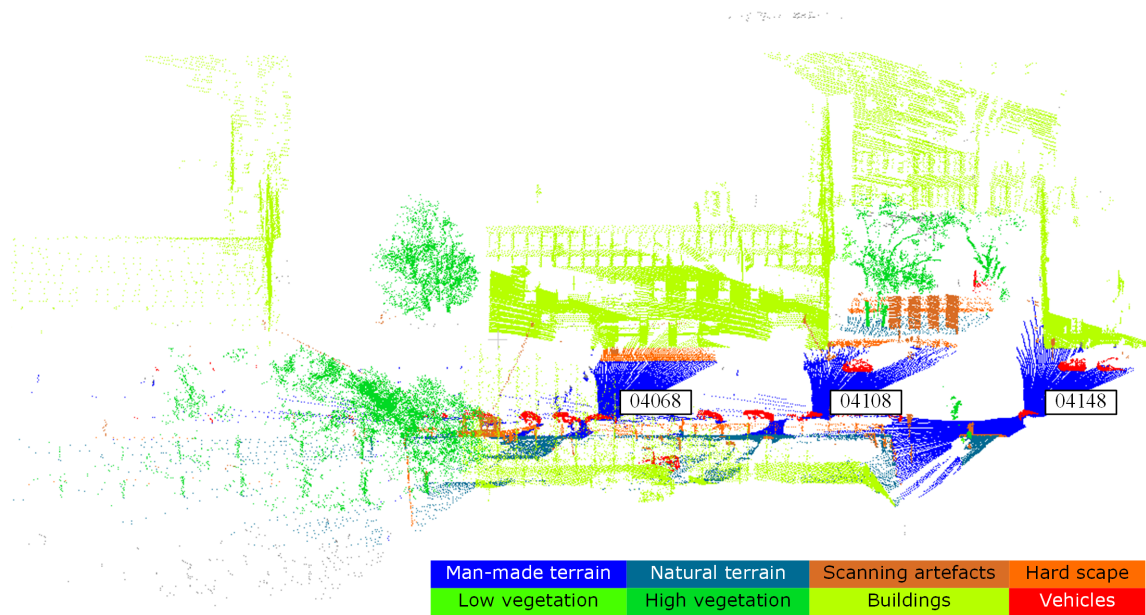 04068
04108
04148
Man-made terrain Natural terrain Scanning artefacts Hard scape
Low vegetation High vegetation Buildings Vehicles